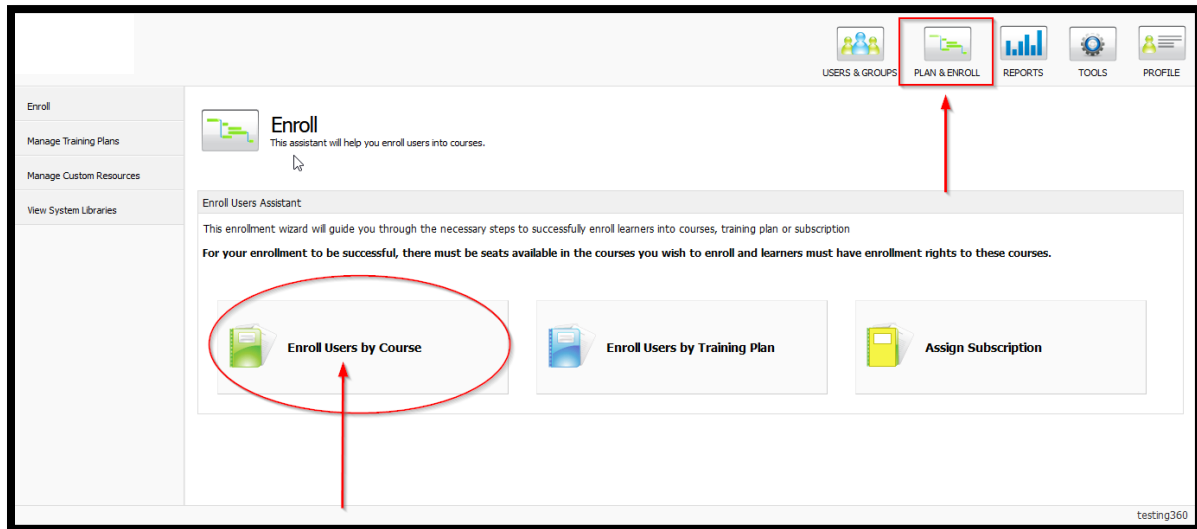 USERS & GROUPS
PLAN & ENROLL
REPORTS
TOOLS
PROFILE
Enroll
Manage Training Plans
Manage Custom Resources
View System Libraries
Enroll
This assistant will help you enroll users into courses.
Enroll Users Assistant
This enrollment wizard will guide you through the necessary steps to successfully enroll learners into courses, training plan or subscription
For your enrollment to be successful, there must be seats available in the courses you wish to enroll and learners must have enrollment rights to these courses.
Enroll Users by Course
Enroll Users by Training Plan
Assign Subscription
testing360